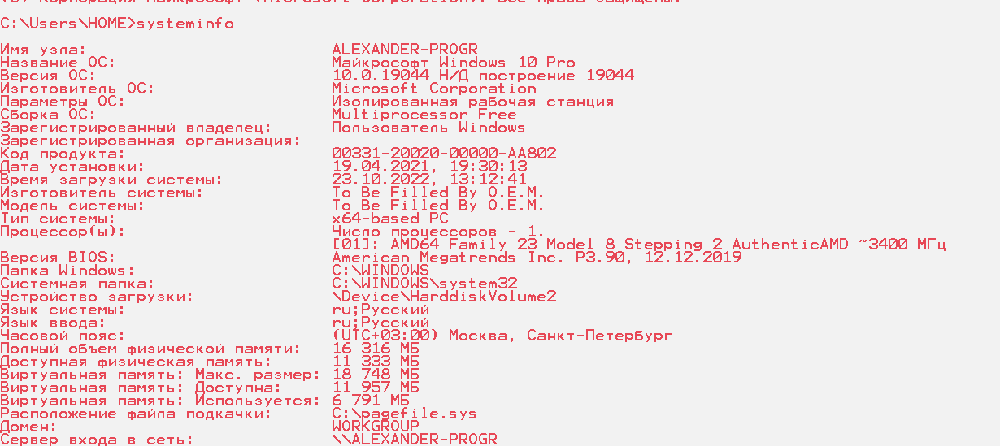 (c) Корпорация Майкрософт (Microsoft Corporation). Все права защищены.
C:\Users\HOME>systeminfo
Имя узла: ALEXANDER-PROGR
Название ОС: Майкрософт Windows 10 Pro
Версия ОС: 10.0.19044 Н/Д построение 19044
Изготовитель ОС: Microsoft Corporation
Параметры ОС: Изолированная рабочая станция
Сборка ОС: Multiprocessor Free
Зарегистрированный владелец: Пользователь Windows
Зарегистрированная организация:
Код продукта: 00331-20020-00000-AA802
Дата установки: 19.04.2021, 19:30:13
Время загрузки системы: 23.10.2022, 13:12:41
Изготовитель системы: To Be Filled By O.E.M.
Модель системы: To Be Filled By O.E.M.
Тип системы: x64-based PC
Процессор(ы): Число процессоров - 1.
[01]: AMD64 Family 23 Model 8 Stepping 2 AuthenticAMD ~3400 МГц
Версия BIOS: American Megatrends Inc. P3.90, 12.12.2019
Папка Windows: C:\WINDOWS
Системная папка: C:\WINDOWS\system32
Устройство загрузки: \Device\HarddiskVolume2
Язык системы: ru;Русский
Язык ввода: ru;Русский
Часовой пояс: (UTC+03:00) Москва, Санкт-Петербург
Полный объем физической памяти: 16 316 МБ
Доступная физическая память: 11 333 МБ
Виртуальная память: Макс. размер: 18 748 МБ
Виртуальная память: Доступна: 11 957 МБ
Виртуальная память: Используется: 6 791 МБ
Расположение файла подкачки: C:\pagefile.sys
Домен: WORKGROUP
Сервер входа в сеть: \\ALEXANDER-PROGR